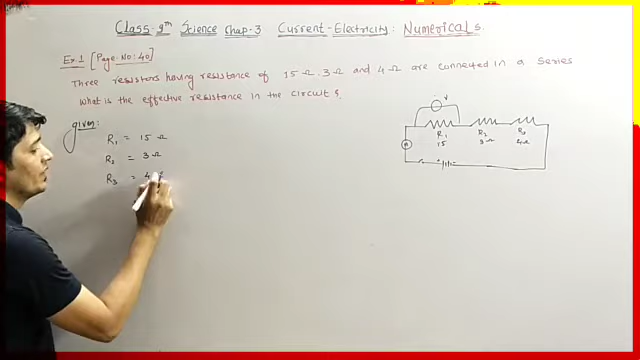 Class 9th Science Chap-3 Current-Electricity: Numericals.
Ex 1 [Page.No: 40]
Three resistors having resistance of 15 Ω. 3 Ω and 4 Ω are connected in a series
What is the effective resistance in the circuit ?
given:
R1 = 15 Ω
R2 = 3 Ω
R3 = 4
V
R1 R2 R3
15 3Ω 4Ω